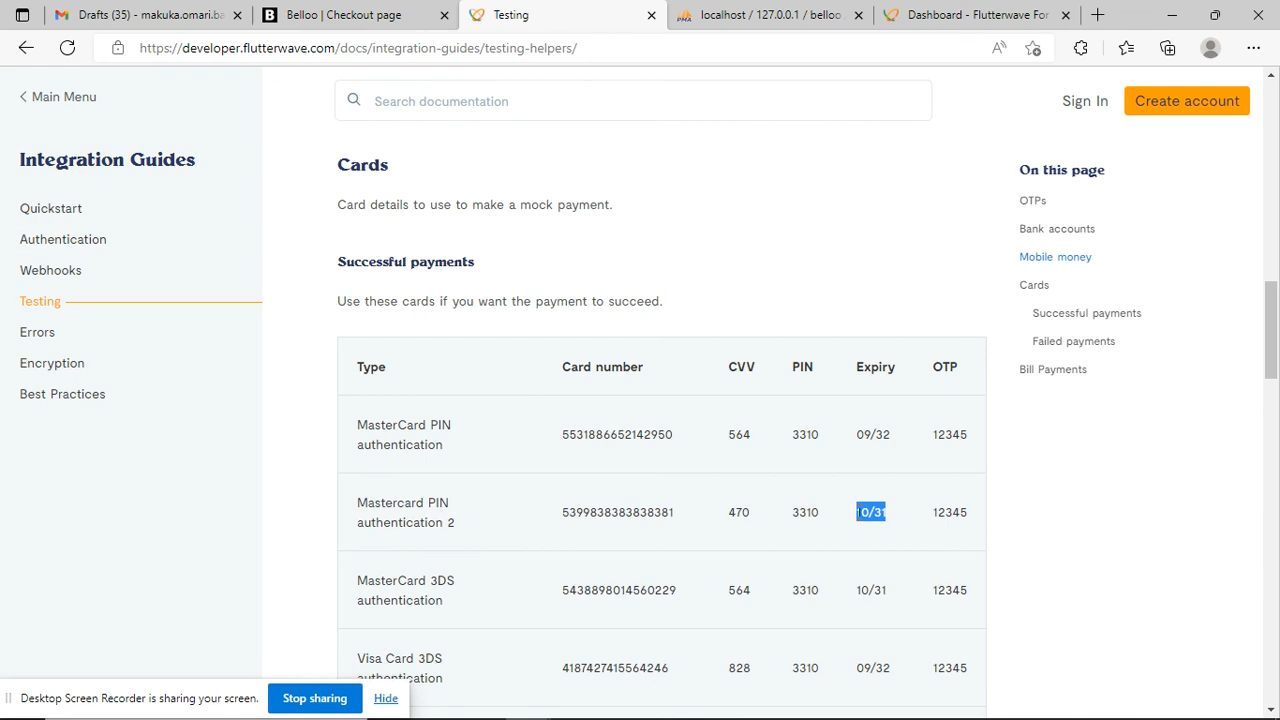 Drafts (35) - makuka.omari.ba
Belloo | Checkout page
Testing
localhost / 127.0.0.1 / belloo
Dashboard - Flutterwave For
https://developer.flutterwave.com/docs/integration-guides/testing-helpers/
Main Menu
Search documentation
Sign In
Create account
Integration Guides
Quickstart
Authentication
Webhooks
Testing
Errors
Encryption
Best Practices
Cards
Card details to use to make a mock payment.
Successful payments
Use these cards if you want the payment to succeed.
Type Card number CVV PIN Expiry OTP
MasterCard PIN
authentication 5531886652142950 564 3310 09/32 12345
Mastercard PIN
authentication 2 5399838383838381 470 3310 10/31 12345
MasterCard 3DS
authentication 5438898014560229 564 3310 10/31 12345
Visa Card 3DS
authentication 4187427415564246 828 3310 09/32 12345
On this page
OTPs
Bank accounts
Mobile money
Cards
Successful payments
Failed payments
Bill Payments
Desktop Screen Recorder is sharing your screen.
Stop sharing
Hide